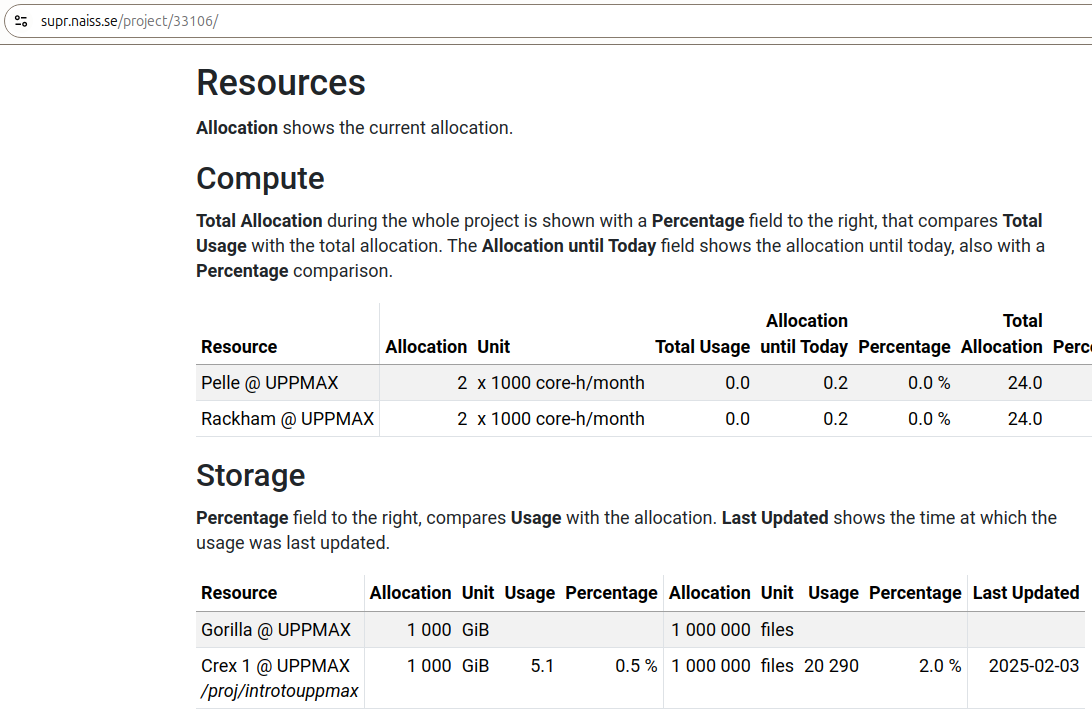 supr.naiss.se/project/33106/
Resources
Allocation shows the current allocation.
Compute
Total Allocation during the whole project is shown with a Percentage field to the right, that compares Total
Usage with the total allocation. The Allocation until Today field shows the allocation until today, also with a
Percentage comparison.
Allocation Total
Resource Allocation Unit Total Usage until Today Percentage Allocation Perc
Pelle @ UPPMAX 2 x 1000 core-h/month 0.0 0.2 0.0 % 24.0
Rackham @ UPPMAX 2 x 1000 core-h/month 0.0 0.2 0.0 % 24.0
Storage
Percentage field to the right, compares Usage with the allocation. Last Updated shows the time at which the
usage was last updated.
Resource Allocation Unit Usage Percentage Allocation Unit Usage Percentage Last Updated
Gorilla @ UPPMAX 1 000 GiB 1 000 000 files
Crex 1 @ UPPMAX 1 000 GiB 5.1 0.5 % 1 000 000 files 20 290 2.0 % 2025-02-03
/proj/introtouppmax